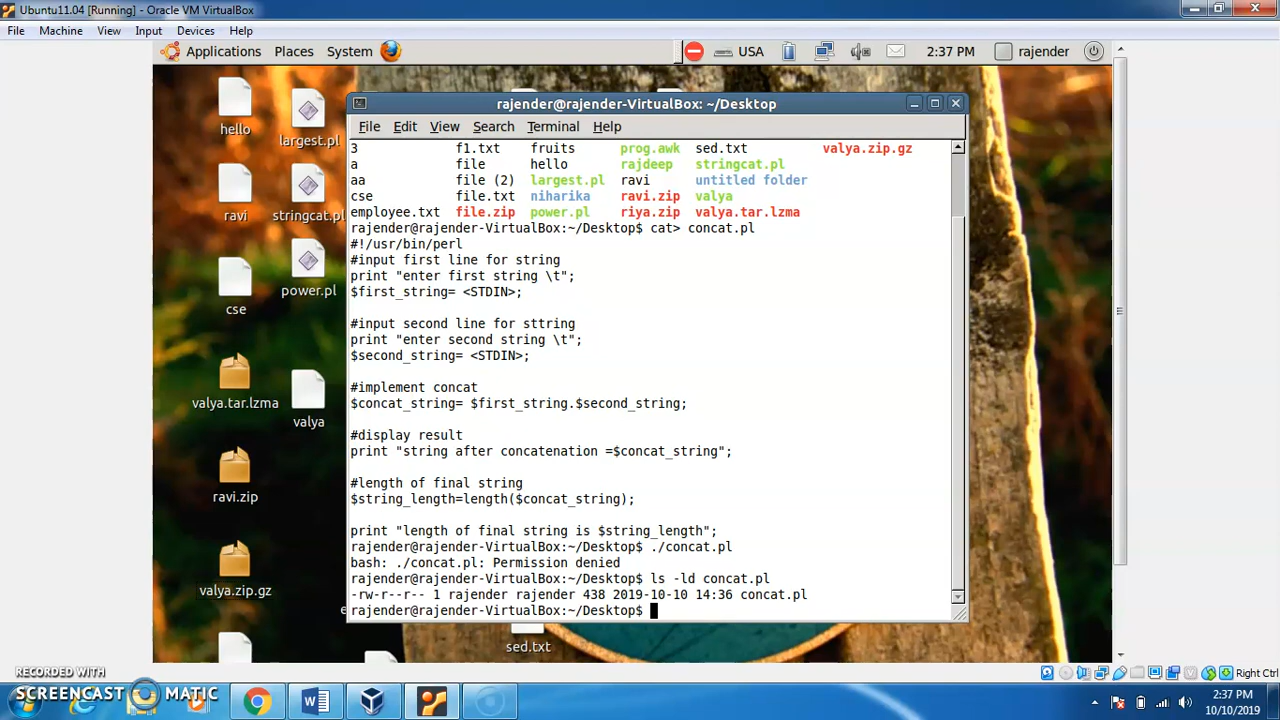 Ubuntu11.04 [Running] - Oracle VM VirtualBox
File Machine View Input Devices Help
Applications Places System USA 2:37 PM rajender
hello
largest.pl
ravi
stringcat.pl
cse
power.pl
valya.tar.lzma
valya
ravi.zip
valya.zip.gz
sed.txt
rajender@rajender-VirtualBox: ~/Desktop
File Edit View Search Terminal Help
3 f1.txt fruits prog.awk sed.txt valya.zip.gz
a file hello rajdeep stringcat.pl
aa file (2) largest.pl ravi untitled folder
cse file.txt niharika ravi.zip valya
employee.txt file.zip power.pl riya.zip valya.tar.lzma
rajender@rajender-VirtualBox:~/Desktop$ cat> concat.pl
#!/usr/bin/perl
#input first line for string
print "enter first string \t";
$first_string= <STDIN>;
#input second line for sttring
print "enter second string \t";
$second_string= <STDIN>;
#implement concat
$concat_string= $first_string.$second_string;
#display result
print "string after concatenation =$concat_string";
#length of final string
$string_length=length($concat_string);
print "length of final string is $string_length";
rajender@rajender-VirtualBox:~/Desktop$ ./concat.pl
bash: ./concat.pl: Permission denied
rajender@rajender-VirtualBox:~/Desktop$ ls -ld concat.pl
-rw-r--r-- 1 rajender rajender 438 2019-10-10 14:36 concat.pl
rajender@rajender-VirtualBox:~/Desktop$
RECORDED WITH
SCREENCAST MATIC
Right Ctrl
2:37 PM
10/10/2019